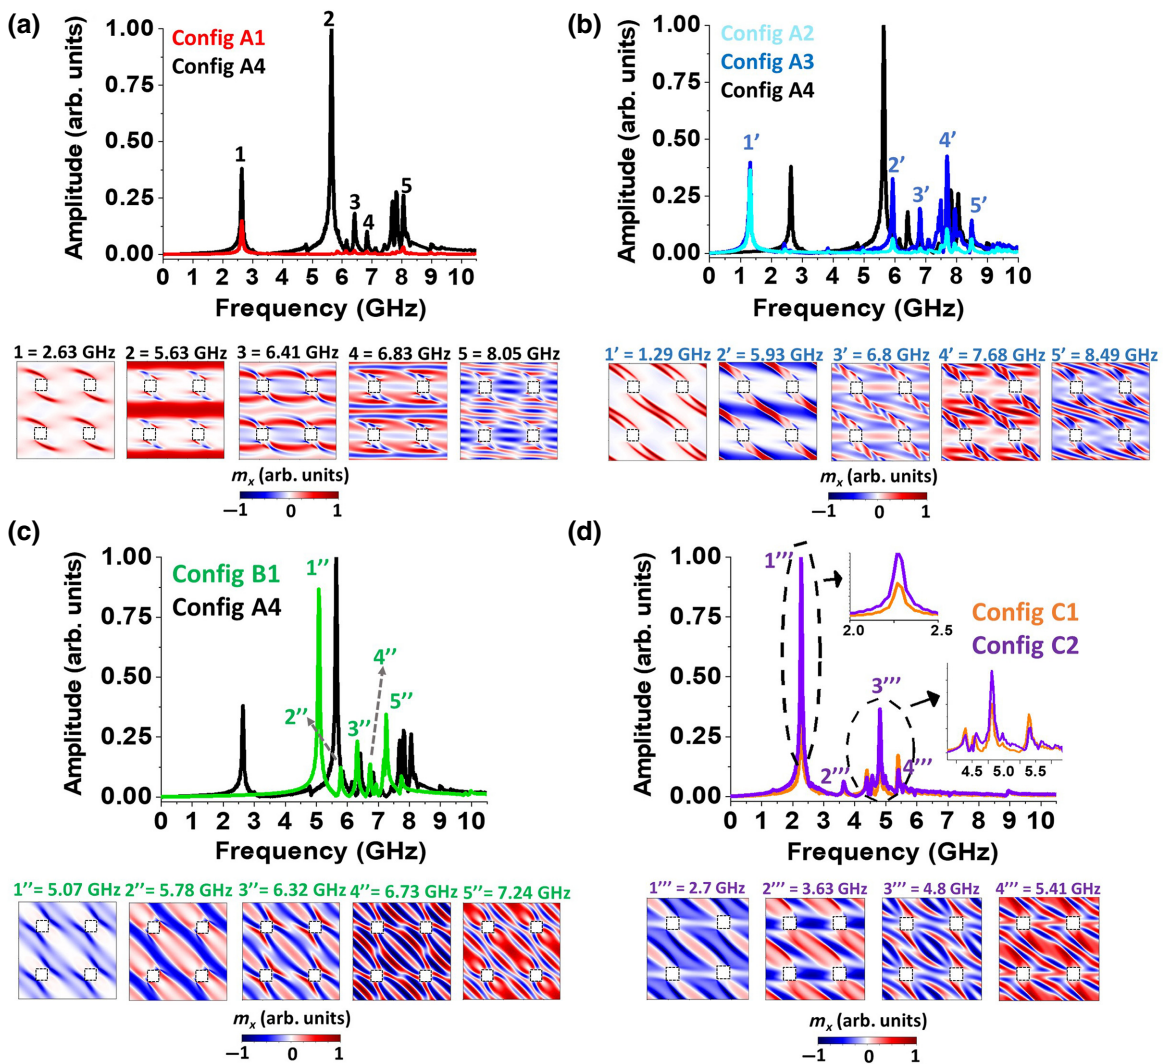 (a)
Config A1
Config A4
Amplitude (arb. units)
1.00
0.75
0.50
0.25
0.00
1
2
3
4
5
0 1 2 3 4 5 6 7 8 9 10
Frequency (GHz)
1 = 2.63 GHz 2 = 5.63 GHz 3 = 6.41 GHz 4 = 6.83 GHz 5 = 8.05 GHz
mx (arb. units)
−1 0 1
(b)
Config A2
Config A3
Config A4
Amplitude (arb. units)
1.00
0.75
0.50
0.25
0.00
1’
2’
3’
4’
5’
0 1 2 3 4 5 6 7 8 9 10
Frequency (GHz)
1’ = 1.29 GHz 2’ = 5.93 GHz 3’ = 6.8 GHz 4’ = 7.68 GHz 5’ = 8.49 GHz
mx (arb. units)
−1 0 1
(c)
Config B1
Config A4
Amplitude (arb. units)
1.00
0.75
0.50
0.25
0.00
1’’
2’’
3’’
4’’
5’’
0 1 2 3 4 5 6 7 8 9 10
Frequency (GHz)
1’’= 5.07 GHz 2’’= 5.78 GHz 3’’= 6.32 GHz 4’’= 6.73 GHz 5’’= 7.24 GHz
mx (arb. units)
−1 0 1
(d)
Config C1
Config C2
Amplitude (arb. units)
1.00
0.75
0.50
0.25
0.00
1’’’
2’’’
3’’’
4’’’
2.0 2.5
4.5 5.0 5.5
0 1 2 3 4 5 6 7 8 9 10
Frequency (GHz)
1’’’ = 2.7 GHz 2’’’ = 3.63 GHz 3’’’ = 4.8 GHz 4’’’ = 5.41 GHz
mx (arb. units)
−1 0 1